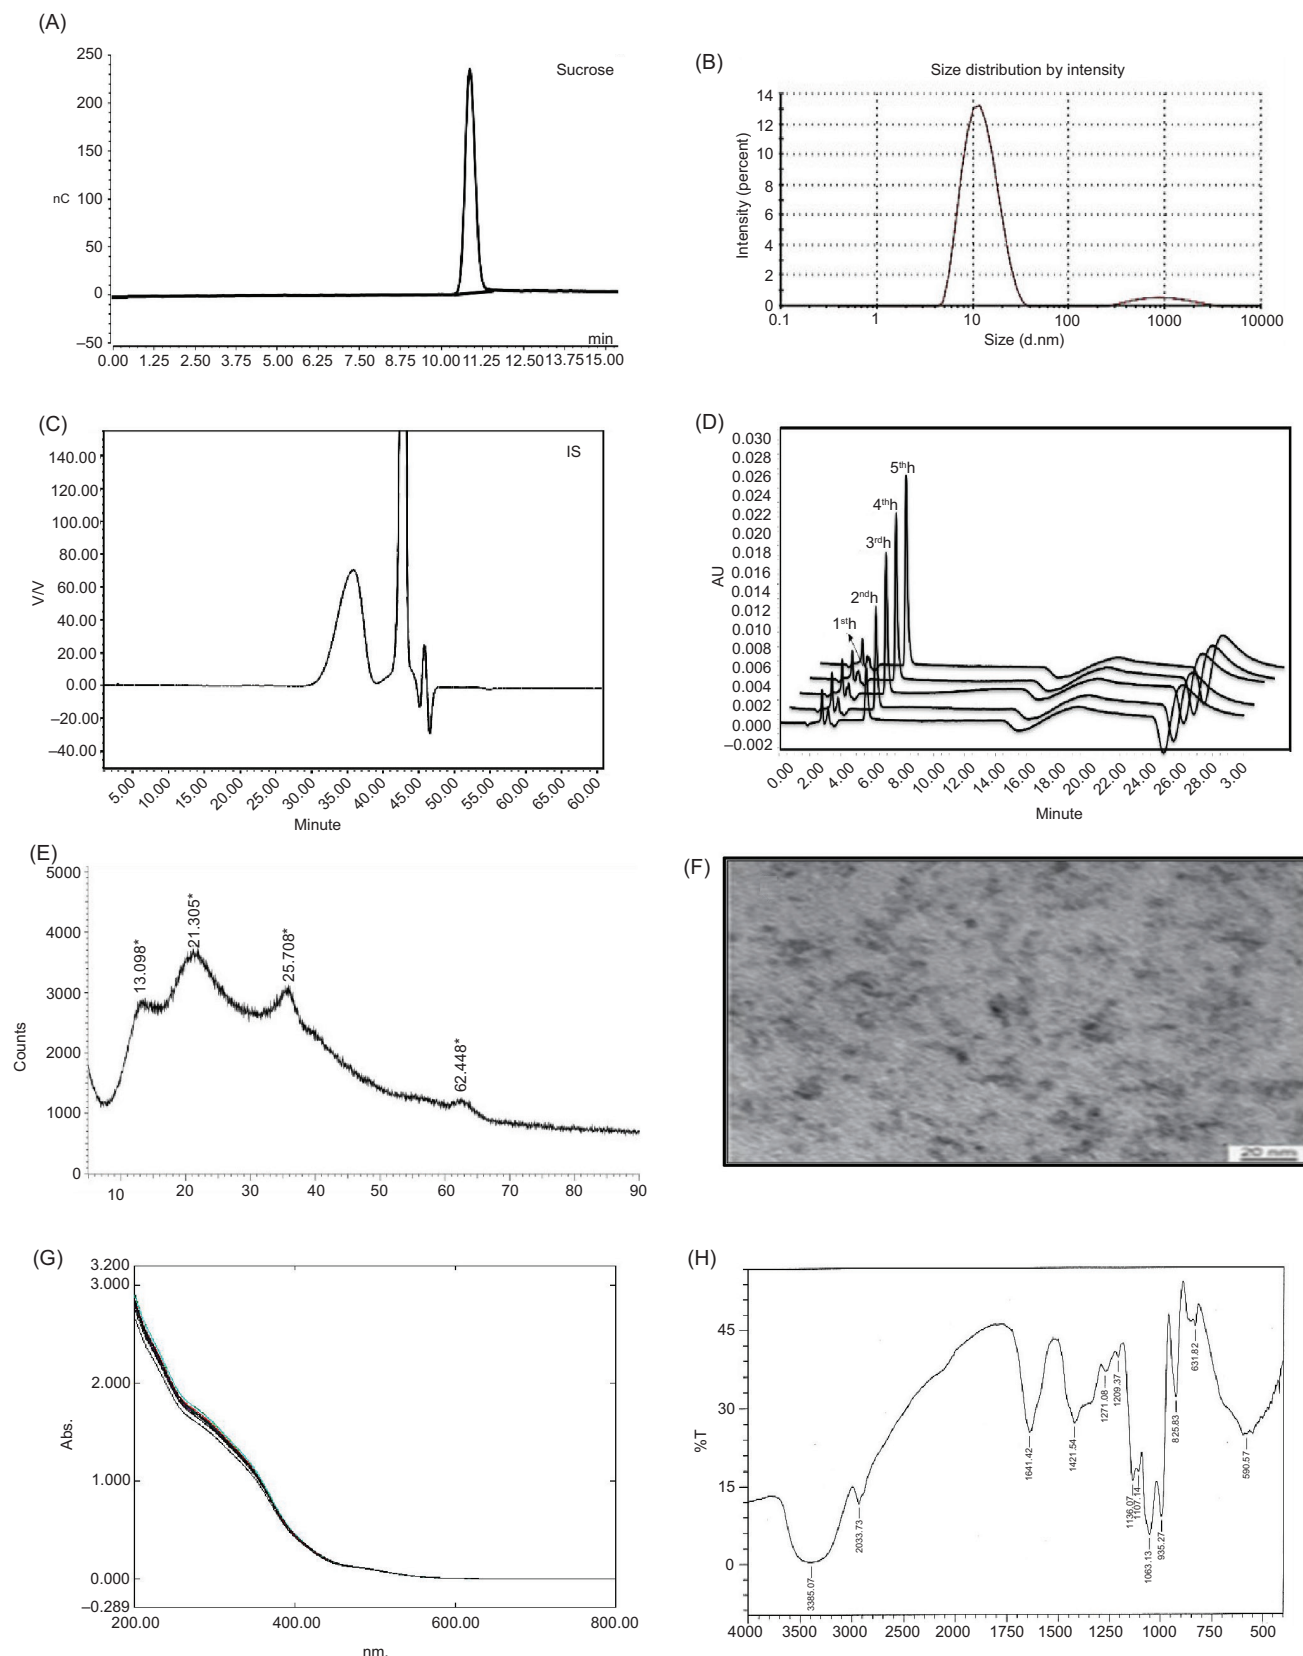 (A)
250
200
150
nC
100
50
0
–50
Sucrose
min
0.00 1.25 2.50 3.75 5.00 6.25 7.50 8.75 10.00 11.25 12.50 13.75 15.00
(B)
Size distribution by intensity
Intensity (percent)
14
12
10
8
6
4
2
0
0.1 1 10 100 1000 10000
Size (d.nm)
(C)
IS
V/V
140.00
120.00
100.00
80.00
60.00
40.00
20.00
0.00
–20.00
–40.00
5.00 10.00 15.00 20.00 25.00 30.00 35.00 40.00 45.00 50.00 55.00 60.00 60.00
Minute
(D)
AU
0.030
0.028
0.026
0.024
0.022
0.020
0.018
0.016
0.014
0.012
0.010
0.008
0.006
0.004
0.002
0.000
–0.002
5thh
4thh
3rdh
2ndh
1sth
0.00 2.00 4.00 6.00 8.00 10.00 12.00 14.00 16.00 18.00 20.00 22.00 24.00 26.00 28.00 3.00
Minute
(E)
Counts
5000
4000
3000
2000
1000
0
13.098*
21.305*
25.708*
62.448*
10 20 30 40 50 60 70 80 90
(F)
20 nm
(G)
Abs.
3.200
3.000
2.000
1.000
0.000
–0.289
200.00 400.00 600.00 800.00
nm.
(H)
%T
45
30
15
0
3385.07
2033.73
1641.42
1421.54
1271.08
1209.37
1136.07
1107.14
1063.13
935.27
825.83
631.82
590.57
4000 3500 3000 2500 2000 1750 1500 1250 1000 750 500